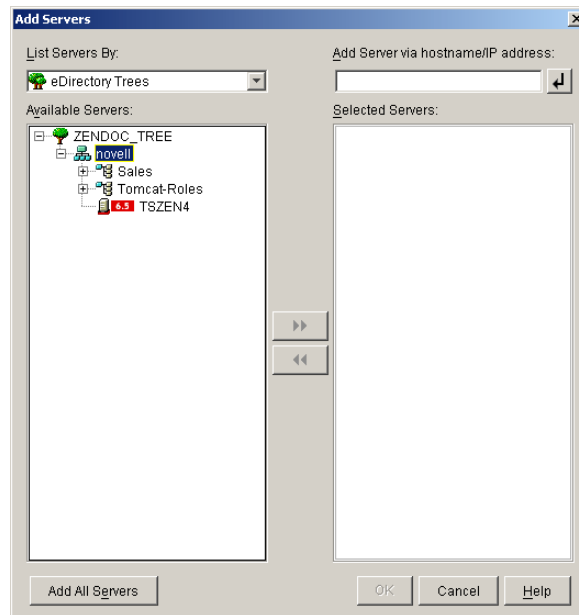 Add Servers
List Servers By:
eDirectory Trees
Add Server via hostname/IP address:
Available Servers:
Selected Servers:
ZENDOC_TREE
novell
Sales
Tomcat-Roles
6.5 TSZEN4
Add All Servers
OK
Cancel
Help